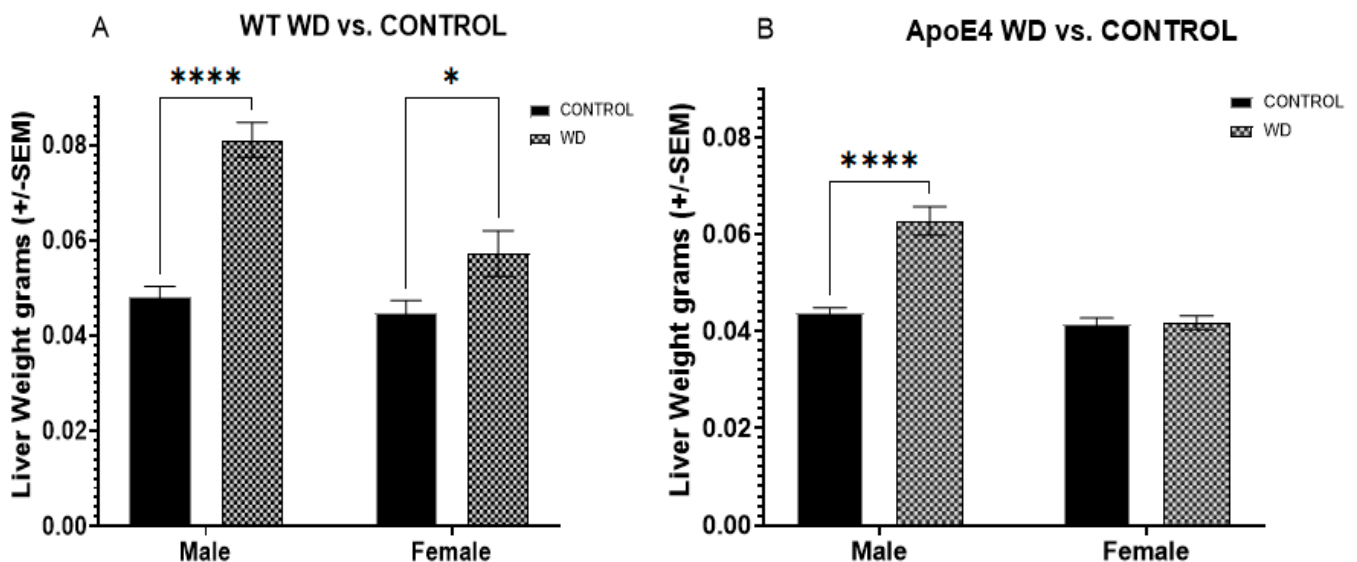 A
WT WD vs. CONTROL
****
*
CONTROL
WD
Liver Weight grams (+/-SEM)
0.08
0.06
0.04
0.02
0.00
Male
Female
B
ApoE4 WD vs. CONTROL
****
CONTROL
WD
Liver Weight grams (+/-SEM)
0.08
0.06
0.04
0.02
0.00
Male
Female